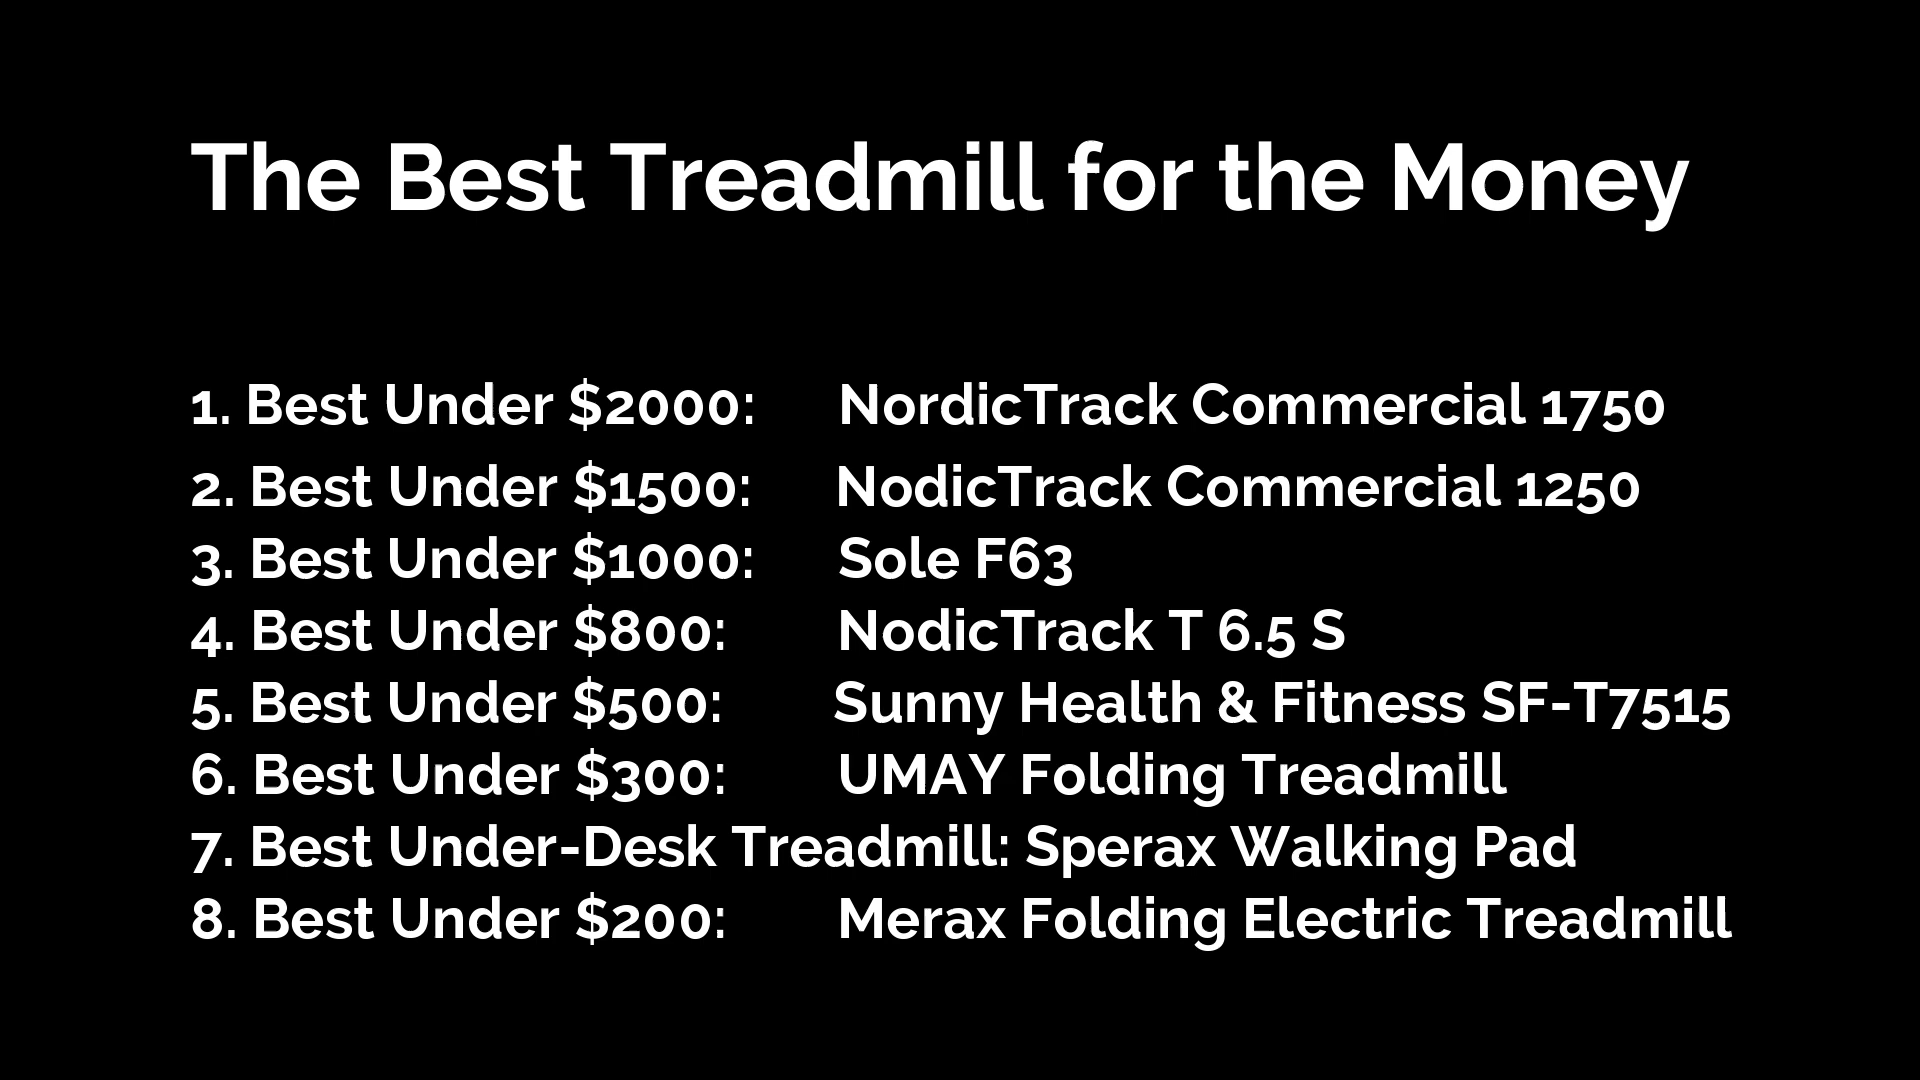 The Best Treadmill for the Money
1. Best Under $2000: NordicTrack Commercial 1750
2. Best Under $1500: NodicTrack Commercial 1250
3. Best Under $1000: Sole F63
4. Best Under $800: NodicTrack T 6.5 S
5. Best Under $500: Sunny Health & Fitness SF-T7515
6. Best Under $300: UMAY Folding Treadmill
7. Best Under-Desk Treadmill: Sperax Walking Pad
8. Best Under $200: Merax Folding Electric Treadmill